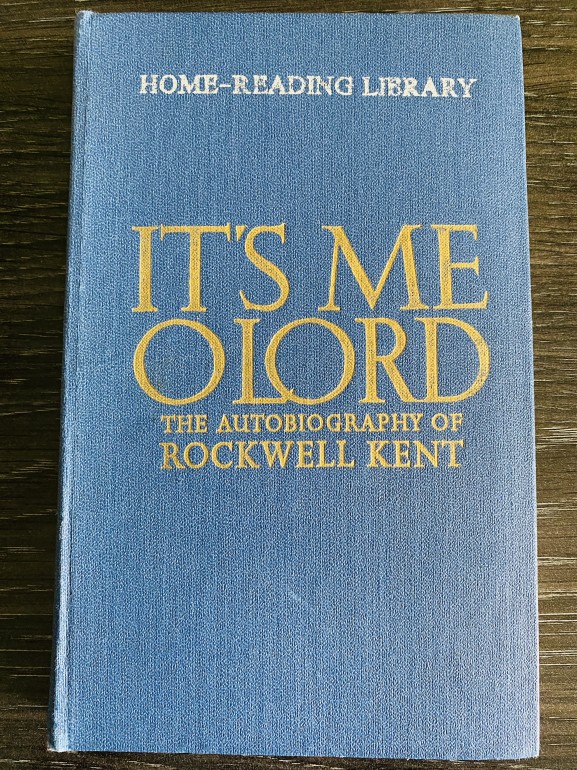 HOME-READING LIBRARY
IT'S ME
O LORD
THE AUTOBIOGRAPHY OF
ROCKWELL KENT